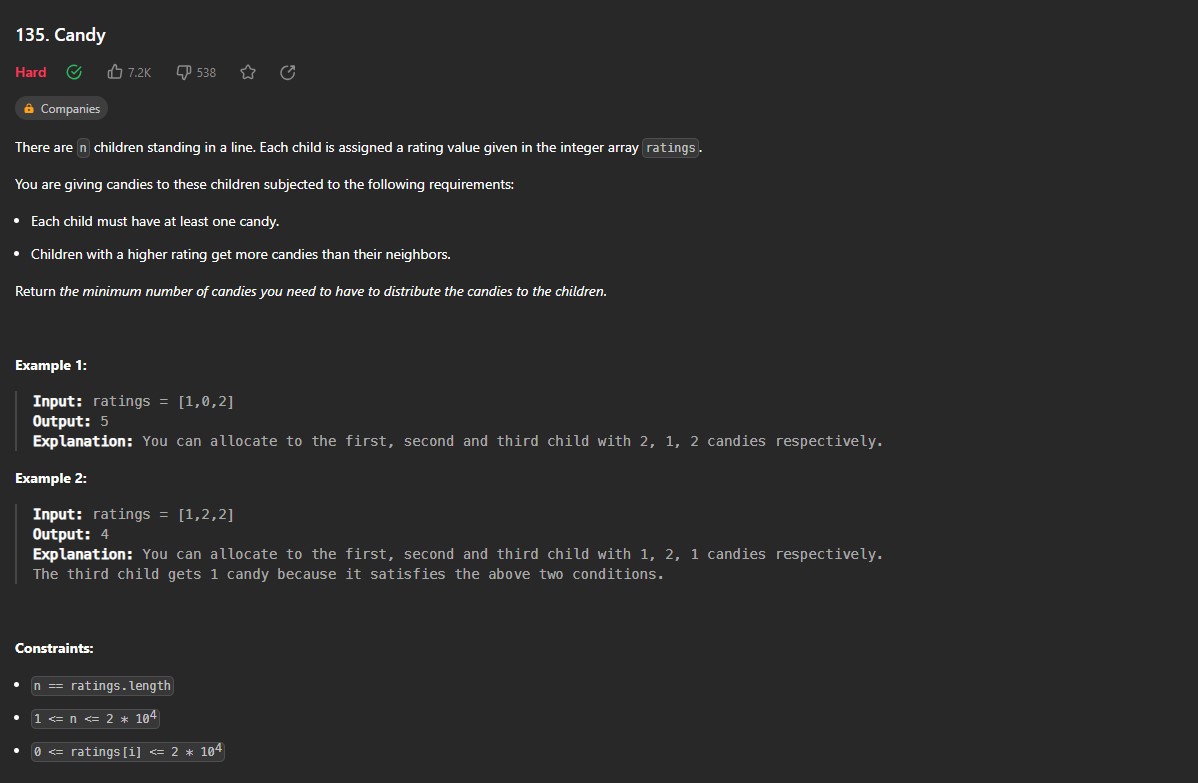 135. Candy
Hard 7.2K 538
Companies
There are n children standing in a line. Each child is assigned a rating value given in the integer array ratings.
You are giving candies to these children subjected to the following requirements:
• Each child must have at least one candy.
• Children with a higher rating get more candies than their neighbors.
Return the minimum number of candies you need to have to distribute the candies to the children.
Example 1:
Input: ratings = [1,0,2]
Output: 5
Explanation: You can allocate to the first, second and third child with 2, 1, 2 candies respectively.
Example 2:
Input: ratings = [1,2,2]
Output: 4
Explanation: You can allocate to the first, second and third child with 1, 2, 1 candies respectively.
The third child gets 1 candy because it satisfies the above two conditions.
Constraints:
• n == ratings.length
• 1 <= n <= 2 * 10⁴
• 0 <= ratings[i] <= 2 * 10⁴